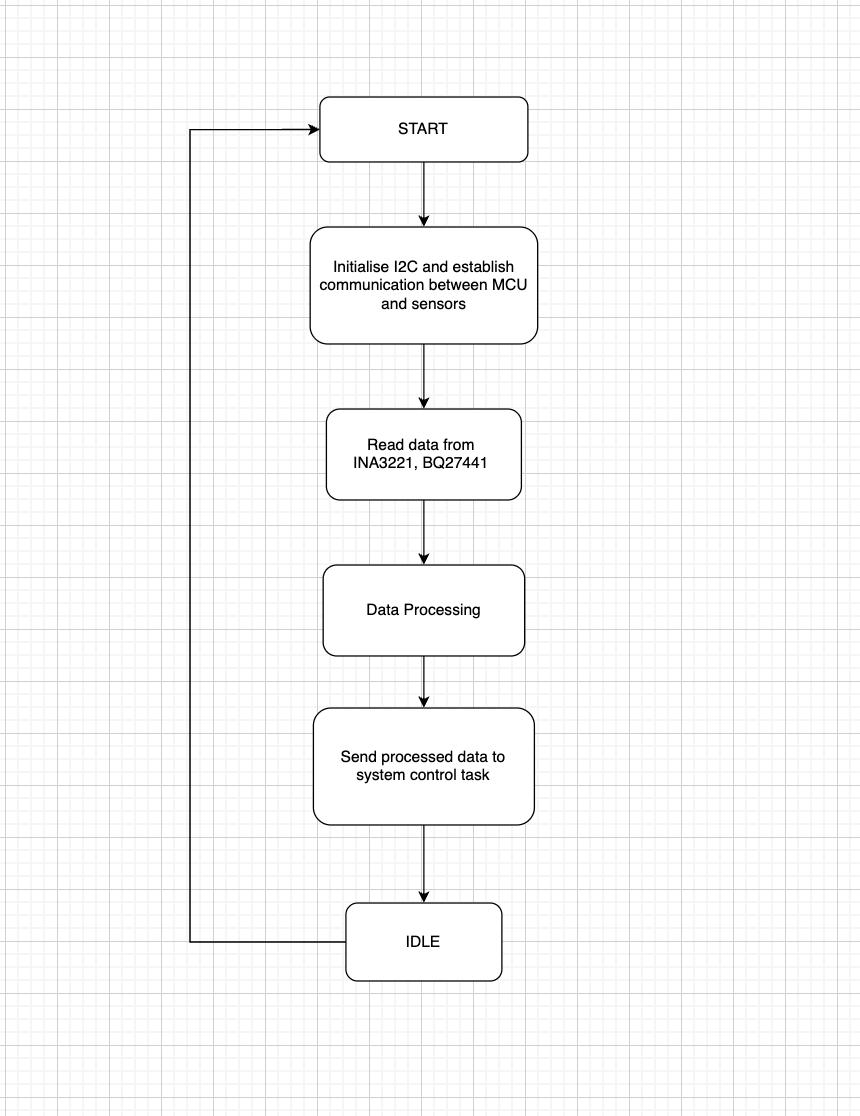 START
Initialise I2C and establish
communication between MCU
and sensors
Read data from
INA3221, BQ27441
Data Processing
Send processed data to
system control task
IDLE